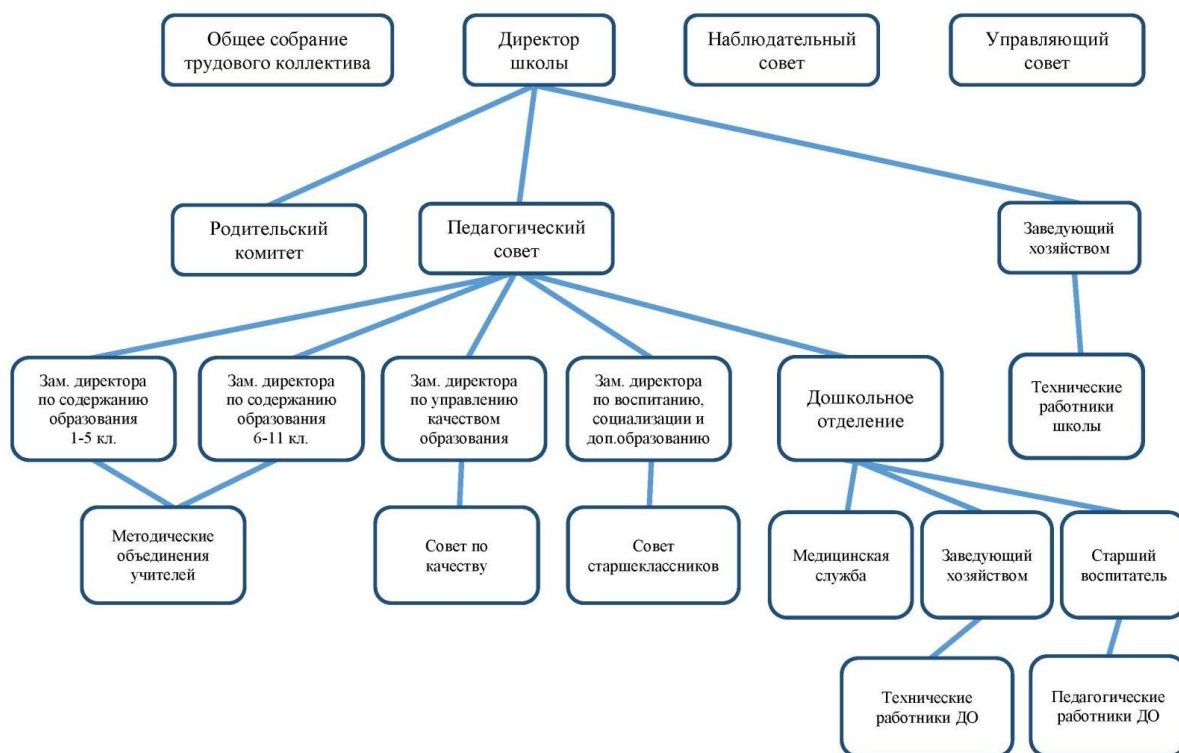 Общее собрание
трудового коллектива
Директор
школы
Наблюдательный
совет
Управляющий
совет
Родительский
комитет
Педагогический
совет
Заведующий
хозяйством
Зам. директора
по содержанию
образования
1-5 кл.
Зам. директора
по содержанию
образования
6-11 кл.
Зам. директора
по управлению
качеством
образования
Зам. директора
по воспитанию,
социализации и
доп.образованию
Дошкольное
отделение
Технические
работники
школы
Методические
объединения
учителей
Совет по
качеству
Совет
старшеклассников
Медицинская
служба
Заведующий
хозяйством
Старший
воспитатель
Технические
работники ДО
Педагогические
работники ДО